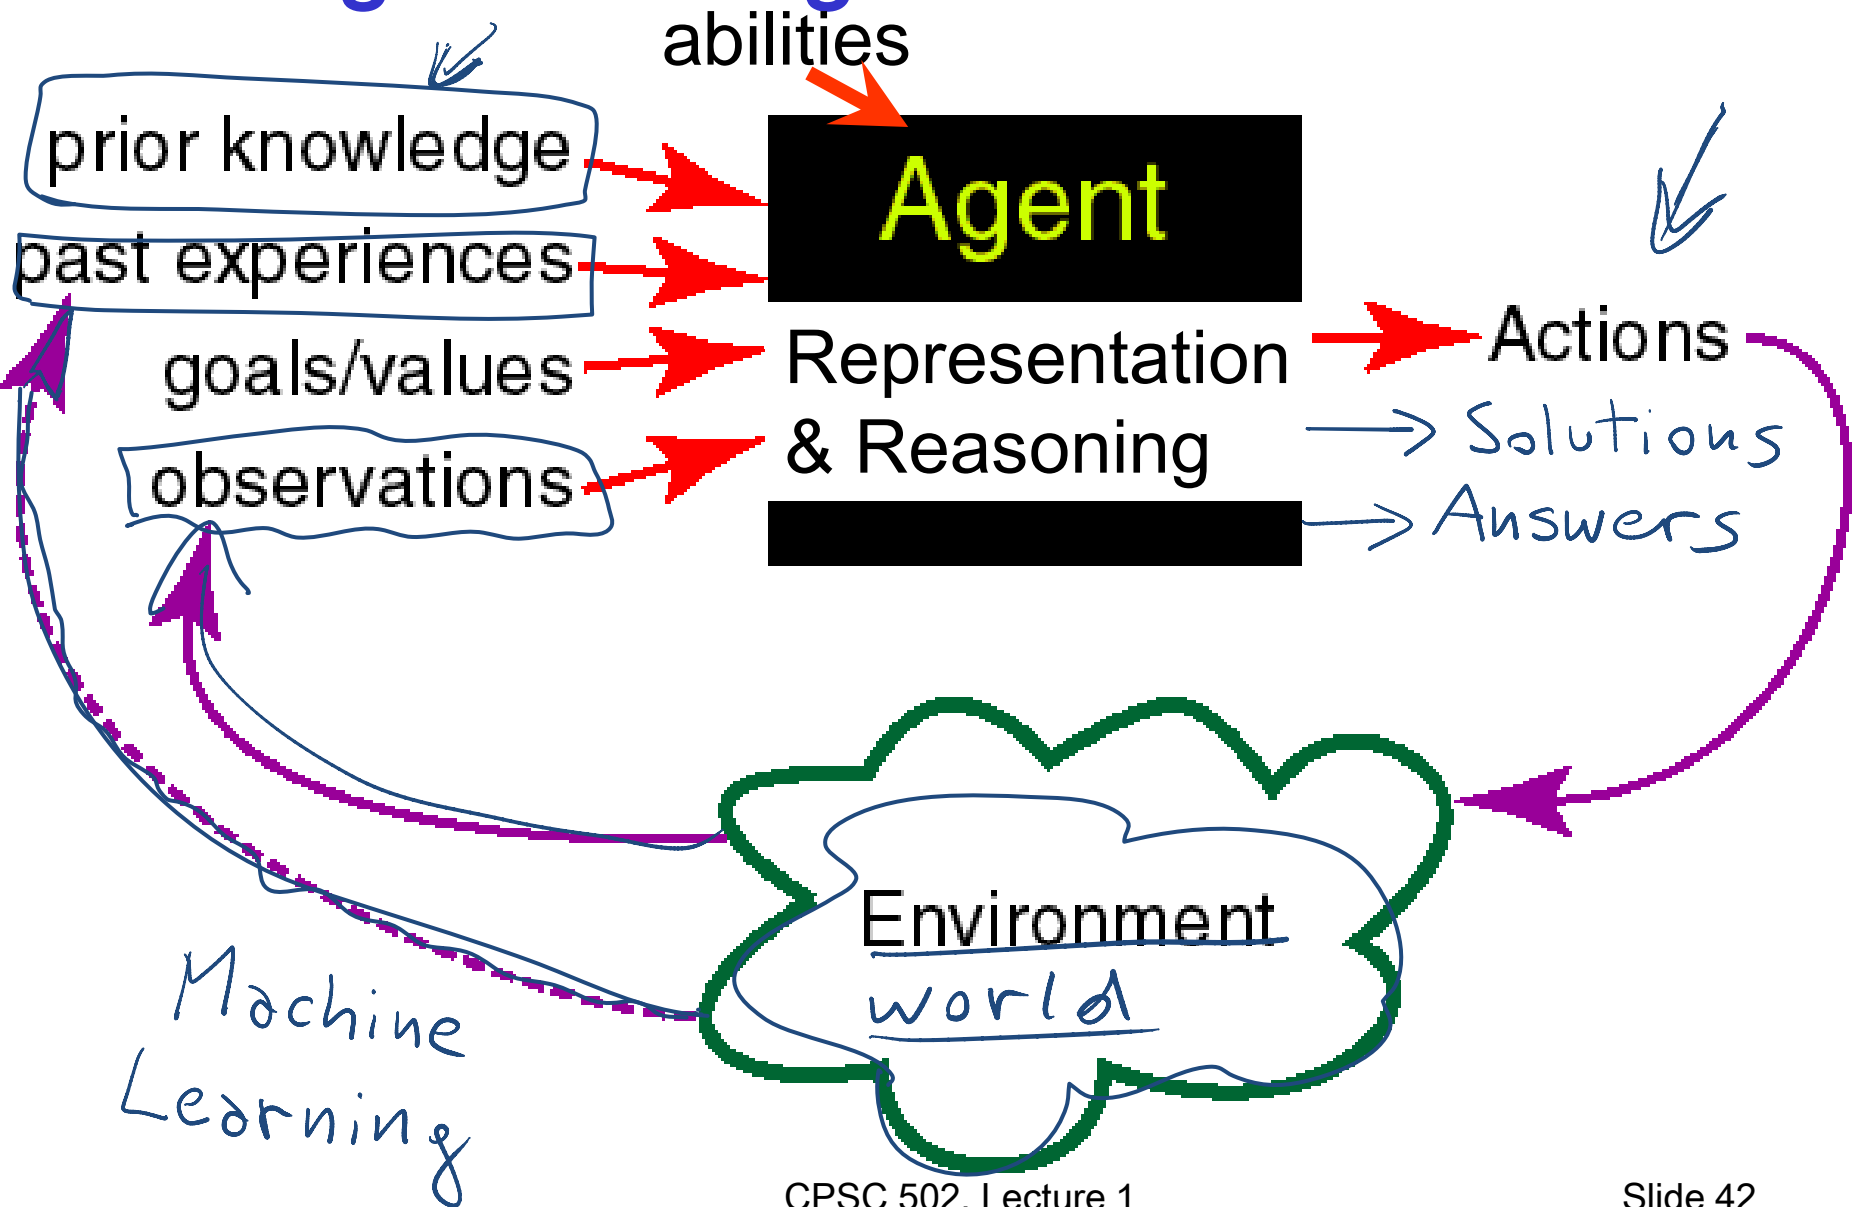 abilities
prior knowledge
Agent
past experiences
goals/values
Representation
Actions
& Reasoning
Solutions
observations
Answers
Environment
world
Machine
Learning
CPSC 502, Lecture 1
Slide 42